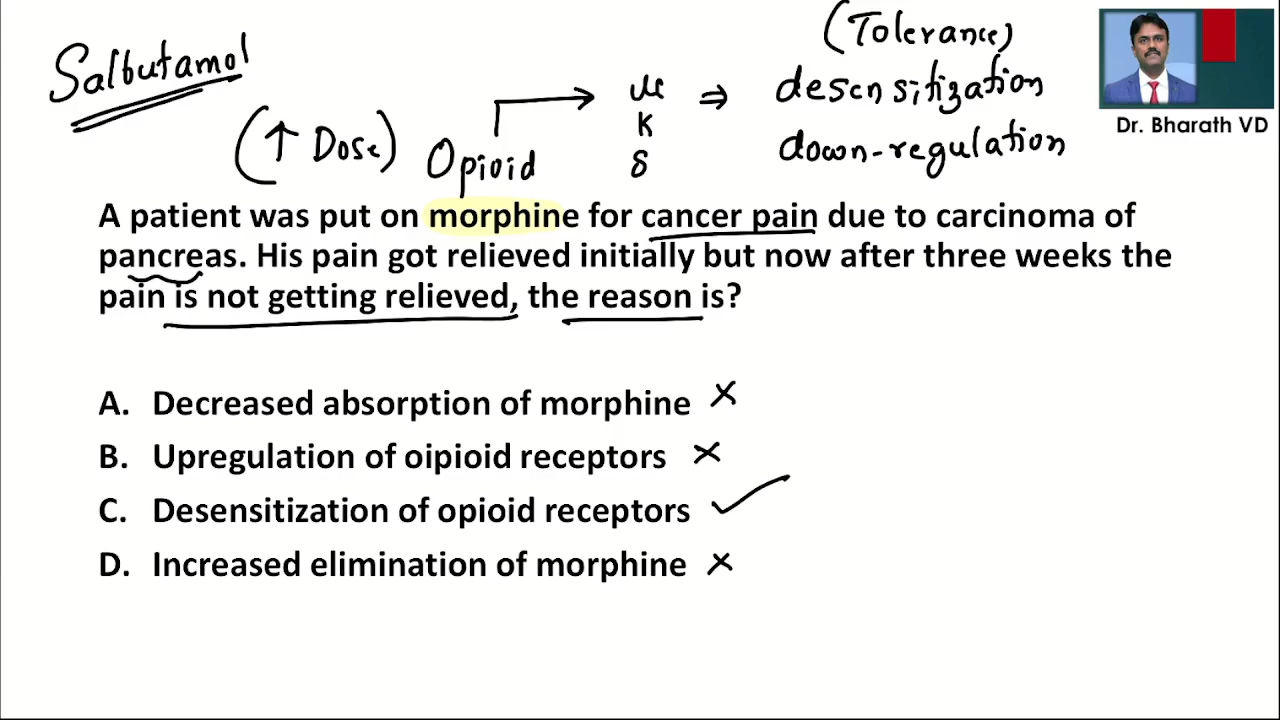 Salbutamol
(Tolerance)
(↑ Dose) Opioid → μ ⇒ desensitization
κ
δ
down-regulation
Dr. Bharath VD
A patient was put on morphine for cancer pain due to carcinoma of
pancreas. His pain got relieved initially but now after three weeks the
pain is not getting relieved, the reason is?
A. Decreased absorption of morphine ×
B. Upregulation of oipioid receptors ×
C. Desensitization of opioid receptors ✓
D. Increased elimination of morphine ×